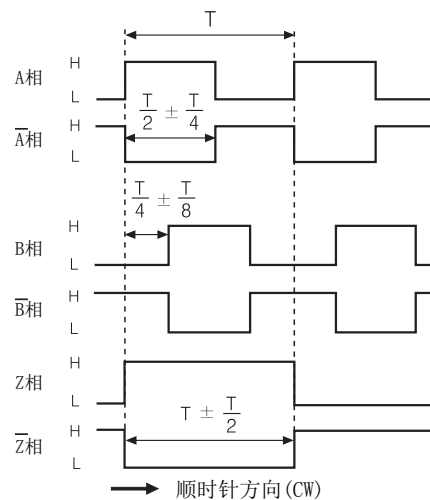 T
A相 H
L
T/2 ± T/4
A̅相 H
L
T/4 ± T/8
B相 H
L
B̅相 H
L
Z相 H
L
T ± T/2
Z̅相 H
L
顺时针方向(CW)